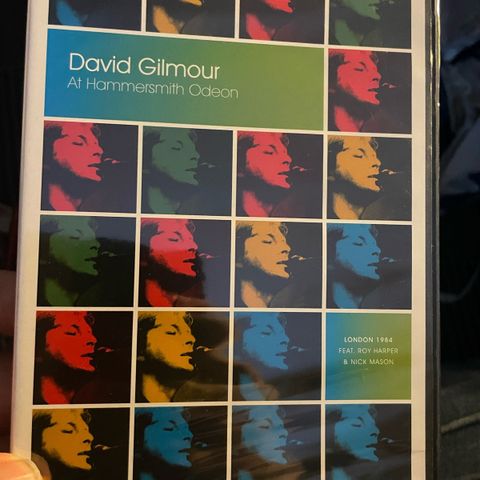 David Gilmour
At Hammersmith Odeon
LONDON 1984
FEAT. ROY HARPER
& NICK MASON